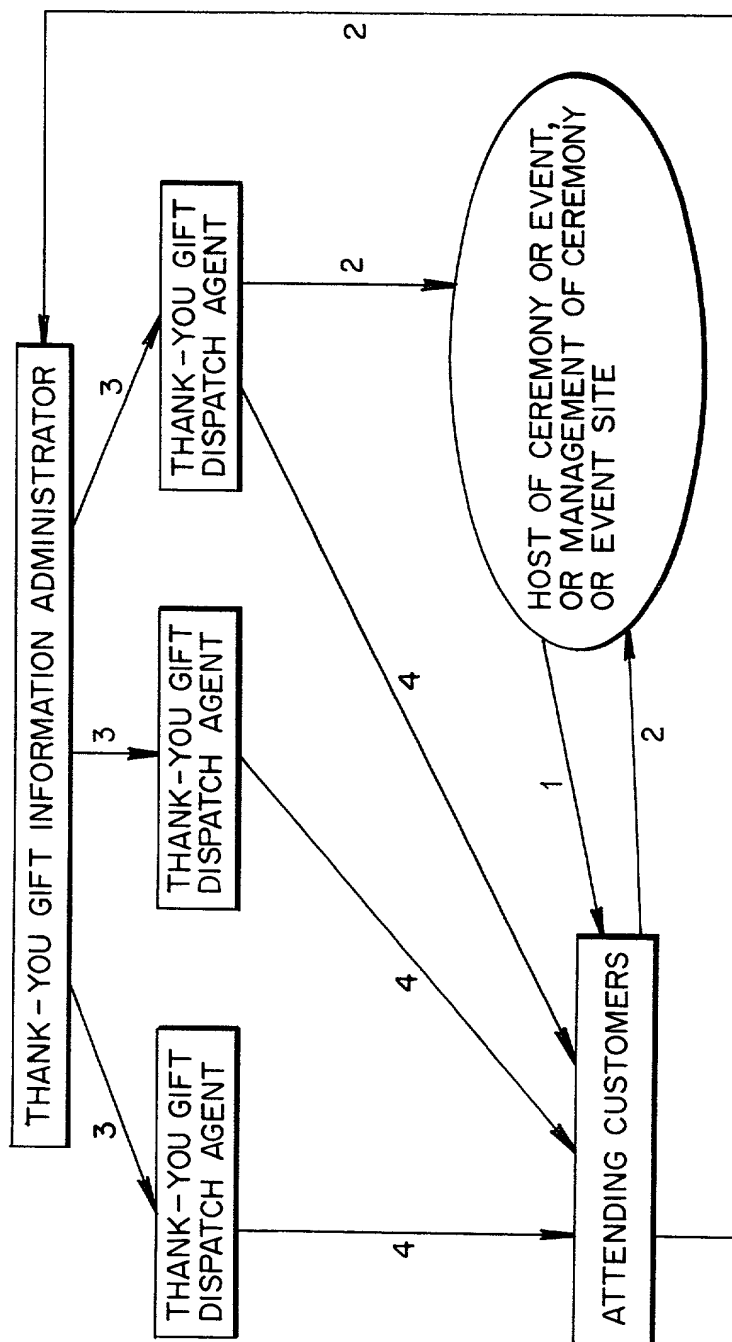 THANK-YOU GIFT INFORMATION ADMINISTRATOR
2
3
3
3
THANK-YOU GIFT
DISPATCH AGENT
THANK-YOU GIFT
DISPATCH AGENT
THANK-YOU GIFT
DISPATCH AGENT
4
4
4
2
1
2
ATTENDING CUSTOMERS
HOST OF CEREMONY OR EVENT,
OR MANAGEMENT OF CEREMONY
OR EVENT SITE